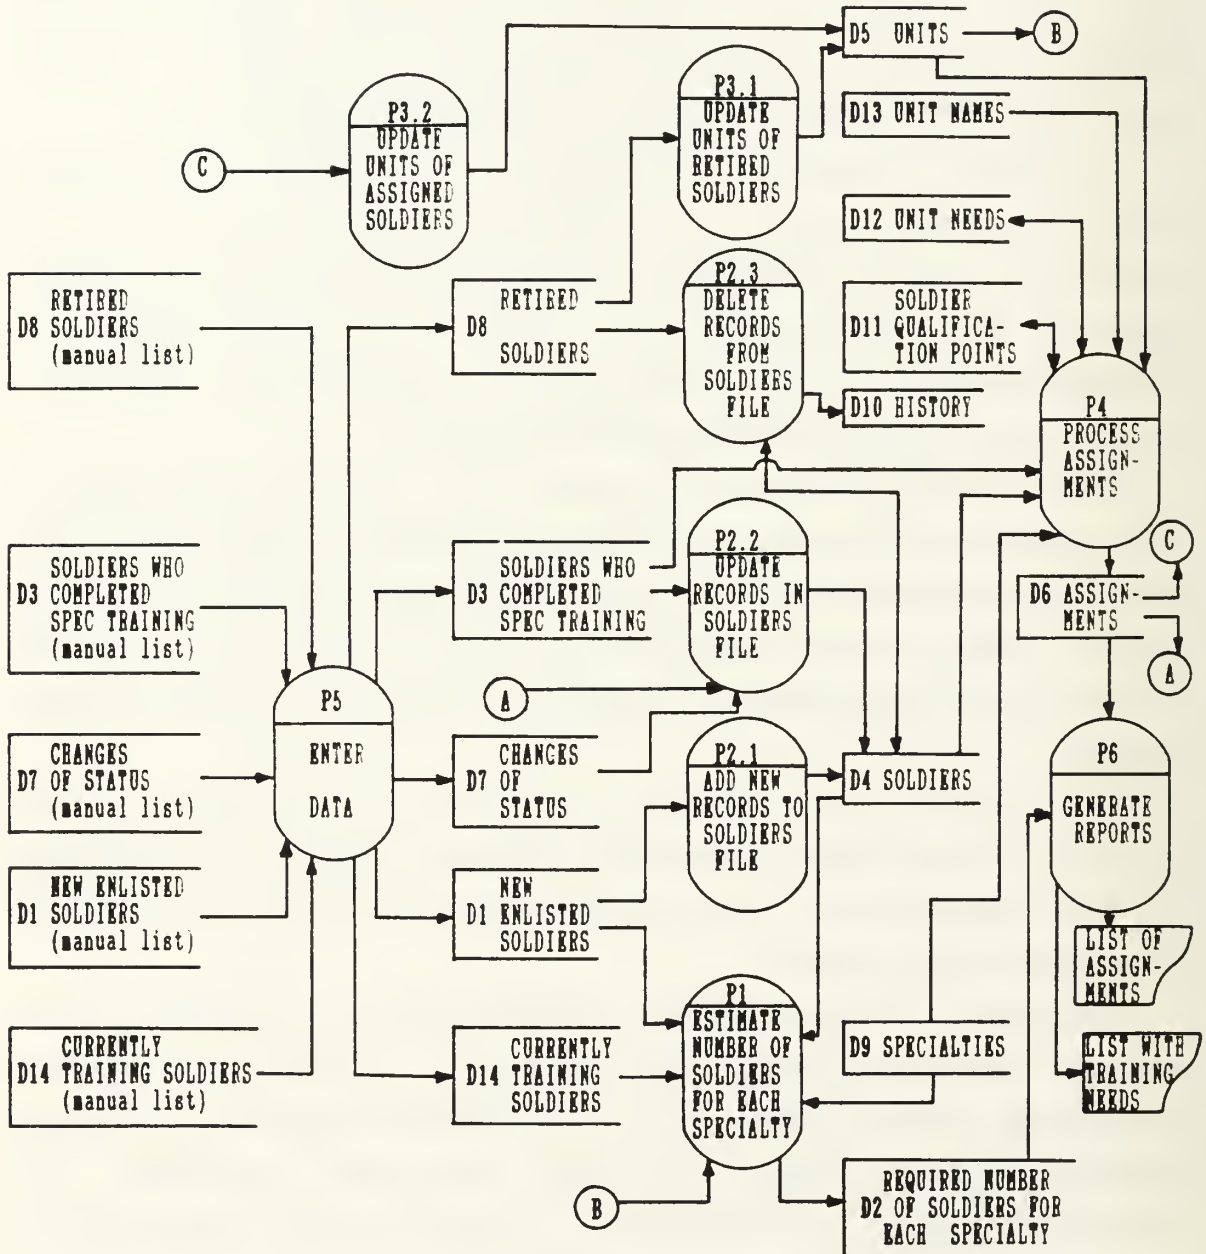 D5 UNITS
B
P3.2
UPDATE
UNITS OF
ASSIGNED
SOLDIERS
C
P3.1
UPDATE
UNITS OF
RETIRED
SOLDIERS
D13 UNIT NAMES
D12 UNIT NEEDS
RETIRED
D8 SOLDIERS
(manual list)
RETIRED
D8
SOLDIERS
P2.3
DELETE
RECORDS
FROM
SOLDIERS
FILE
SOLDIER
D11 QUALIFICA-
TION POINTS
D10 HISTORY
P4
PROCESS
ASSIGN-
MENTS
SOLDIERS WHO
D3 COMPLETED
SPEC TRAINING
(manual list)
SOLDIERS WHO
D3 COMPLETED
SPEC TRAINING
P2.2
UPDATE
RECORDS IN
SOLDIERS
FILE
C
D6 ASSIGN-
MENTS
A
P5
ENTER
DATA
A
CHANGES
D7 OF STATUS
(manual list)
CHANGES
D7 OF
STATUS
P2.1
ADD NEW
RECORDS TO
SOLDIERS
FILE
D4 SOLDIERS
P6
GENERATE
REPORTS
NEW ENLISTED
D1 SOLDIERS
(manual list)
NEW
D1 ENLISTED
SOLDIERS
LIST OF
ASSIGN-
MENTS
CURRENTLY
D14 TRAINING SOLDIERS
(manual list)
CURRENTLY
D14 TRAINING
SOLDIERS
P1
ESTIMATE
NUMBER OF
SOLDIERS
FOR EACH
SPECIALTY
D9 SPECIALTIES
LIST WITH
TRAINING
NEEDS
B
REQUIRED NUMBER
D2 OF SOLDIERS FOR
EACH SPECIALTY